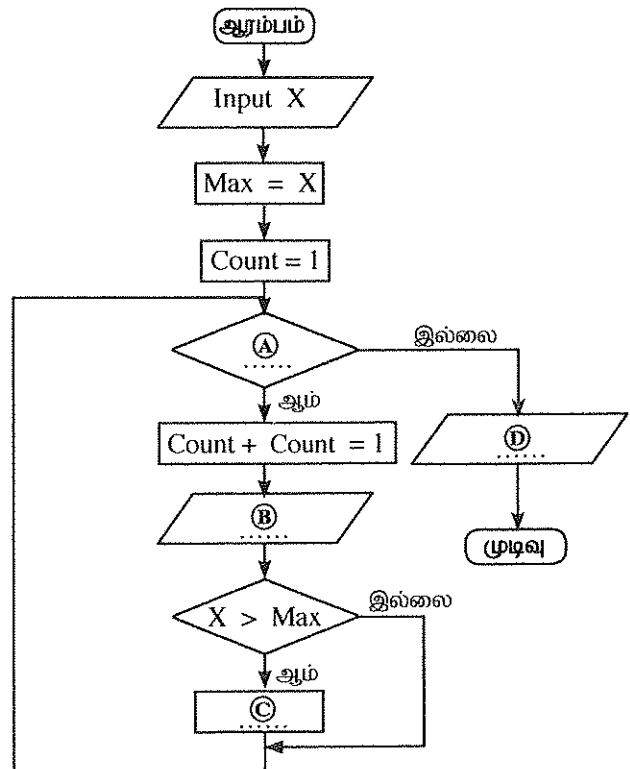 ஆரம்பம்
Input X
Max = X
Count = 1
Ⓐ
......
இல்லை
ஆம்
Count + Count = 1
Ⓓ
......
Ⓑ
......
முடிவு
X > Max
இல்லை
ஆம்
Ⓒ
......